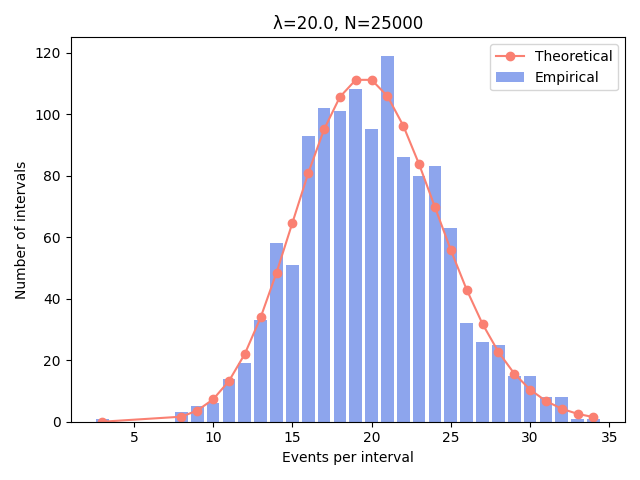 λ=20.0, N=25000
Theoretical
Empirical
Number of intervals
120
100
80
60
40
20
0
5
10
15
20
25
30
35
Events per interval